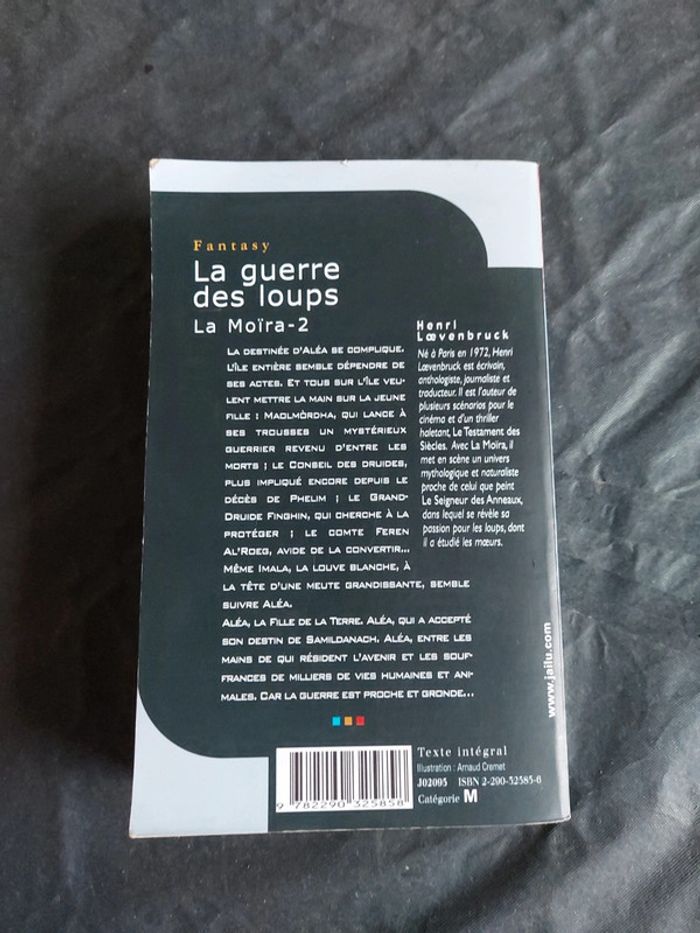 Fantasy
La guerre
des loups
La Moïra-2
La destinée d'Aléa se complique.
L'île entière semble dépendre de
ses actes. Et tous sur l'île veu-
lent mettre la main sur la jeune
fille : Maolmòrdha, qui lance à
ses trousses un mystérieux
guerrier revenu d'entre les
morts ; le Conseil des druides,
plus impliqué encore depuis le
décès de Phelim ; le Grand-
Druide Finghin, qui cherche à la
protéger ; le comte Feren
Al'Roeg, avide de la convertir...
Même Imala, la louve blanche, à
la tête d'une meute grandissante, semble
suivre Aléa.
Aléa, la Fille de la Terre. Aléa, qui a accepté
son destin de Samildanach. Aléa, entre les
mains de qui résident l'avenir et les souf-
frances de milliers de vies humaines et ani-
males. Car la guerre est proche et gronde...
Henri
Lœvenbruck
Né à Paris en 1972, Henri
Lœvenbruck est écrivain,
anthologiste, journaliste et
traducteur. Il est l'auteur de
plusieurs scénarios pour le
cinéma et d'un thriller
haletant, Le Testament des
Siècles. Avec La Moïra, il
met en scène un univers
mythologique et naturaliste
proche de celui que peint
Le Seigneur des Anneaux,
dans lequel se révèle sa
passion pour les loups, dont
il a étudié les mœurs.
www.jailu.com
9 782290 325858
Texte intégral
Illustration : Arnaud Cremet
J02095 ISBN 2-290-32585-6
Catégorie M